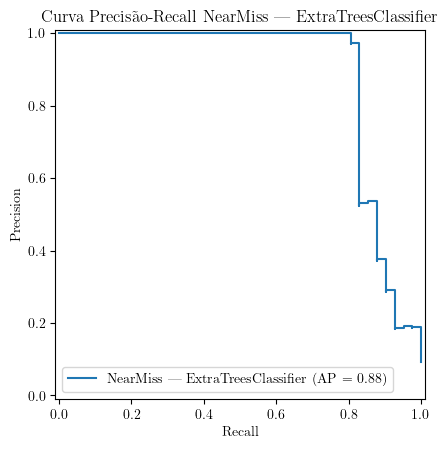 Curva Precisão-Recall NearMiss — ExtraTreesClassifier
1.0
0.8
0.6
0.4
0.2
0.0
Precision
NearMiss — ExtraTreesClassifier (AP = 0.88)
0.0 0.2 0.4 0.6 0.8 1.0
Recall